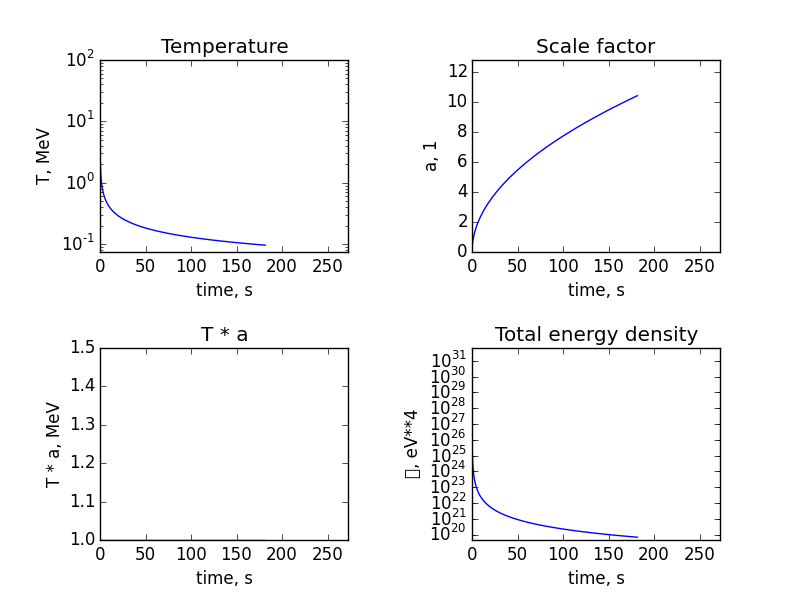 Temperature
T, MeV
10^2
10^1
10^0
10^-1
0 50 100 150 200 250
time, s
Scale factor
a, 1
12
10
8
6
4
2
0
0 50 100 150 200 250
time, s
T * a
T * a, MeV
1.5
1.4
1.3
1.2
1.1
1.0
0 50 100 150 200 250
time, s
Total energy density
▯, eV**4
10^31
10^30
10^29
10^28
10^27
10^26
10^25
10^24
10^23
10^22
10^21
10^20
0 50 100 150 200 250
time, s